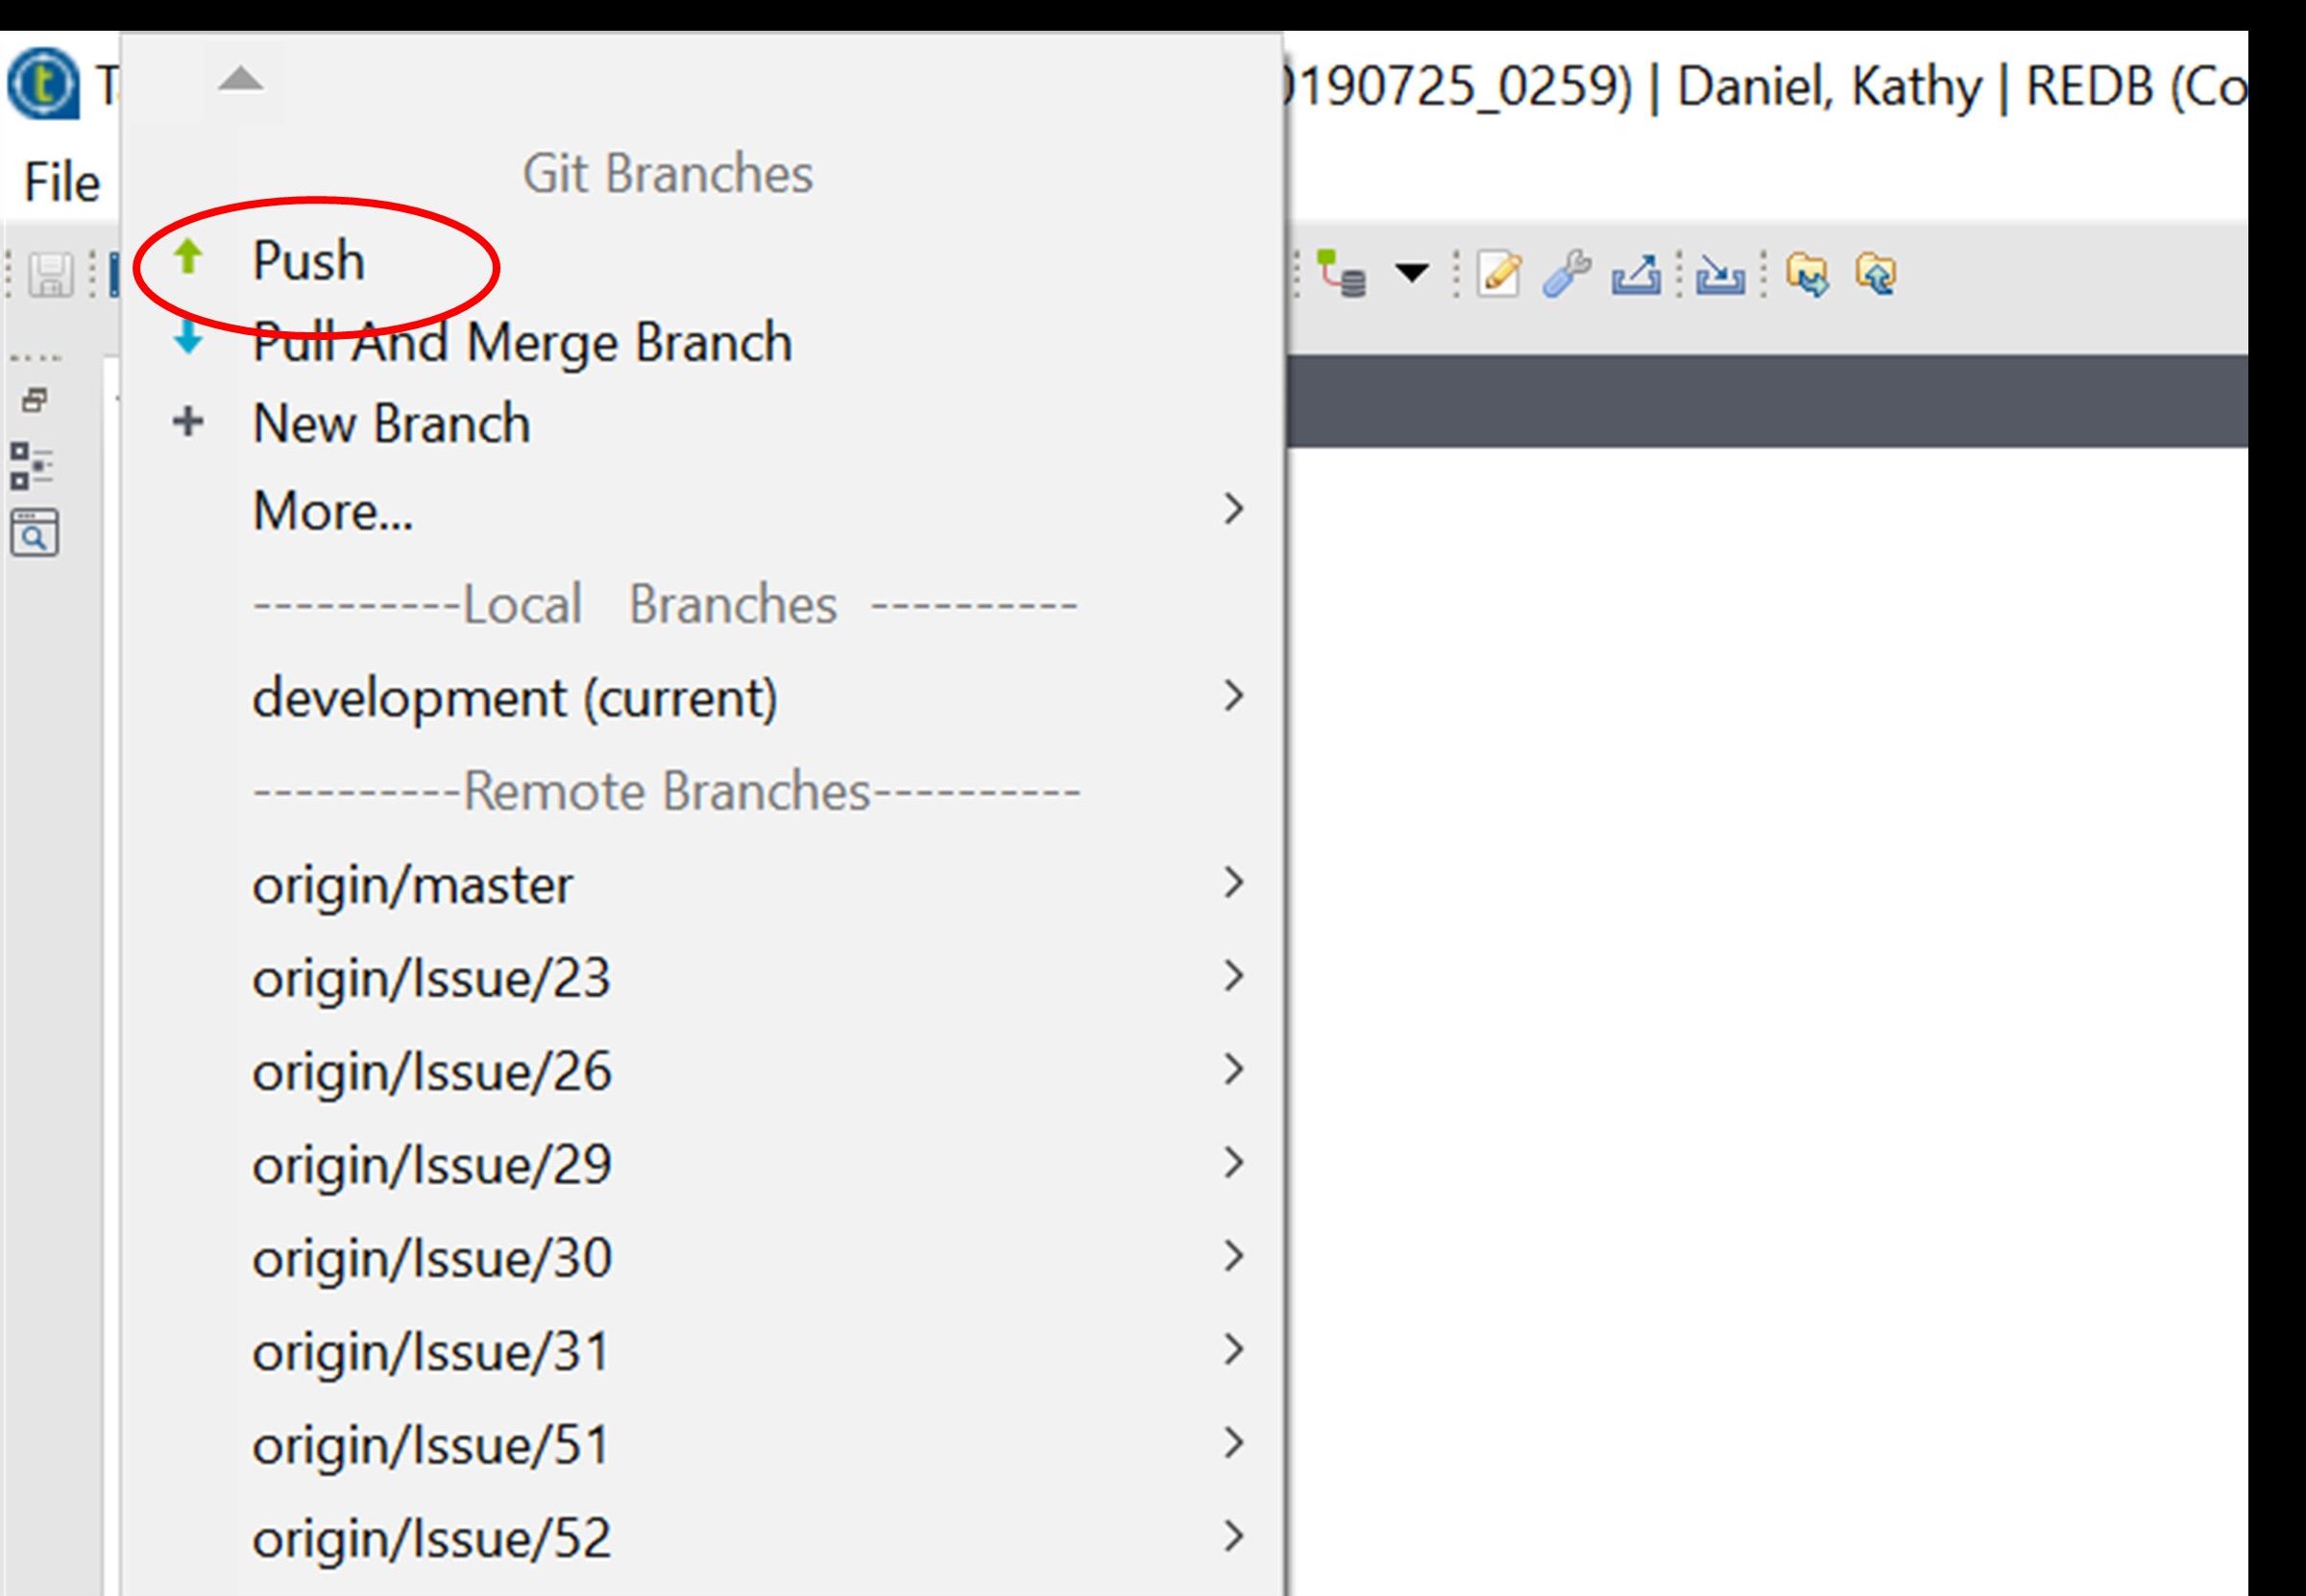 0190725_0259) | Daniel, Kathy | REDB (Co
File
Git Branches
Push
Pull And Merge Branch
New Branch
More...
----------Local   Branches  ----------
development (current)
----------Remote Branches----------
origin/master
origin/Issue/23
origin/Issue/26
origin/Issue/29
origin/Issue/30
origin/Issue/31
origin/Issue/51
origin/Issue/52